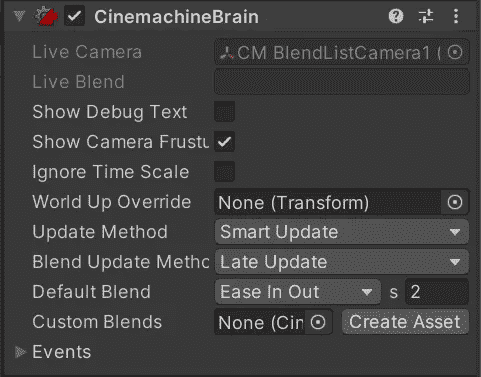 CinemachineBrain
Live Camera CM BlendListCamera1 (
Live Blend
Show Debug Text
Show Camera Frustu
Ignore Time Scale
World Up Override None (Transform)
Update Method Smart Update
Blend Update Metho Late Update
Default Blend Ease In Out s 2
Custom Blends None (Cin Create Asset
Events